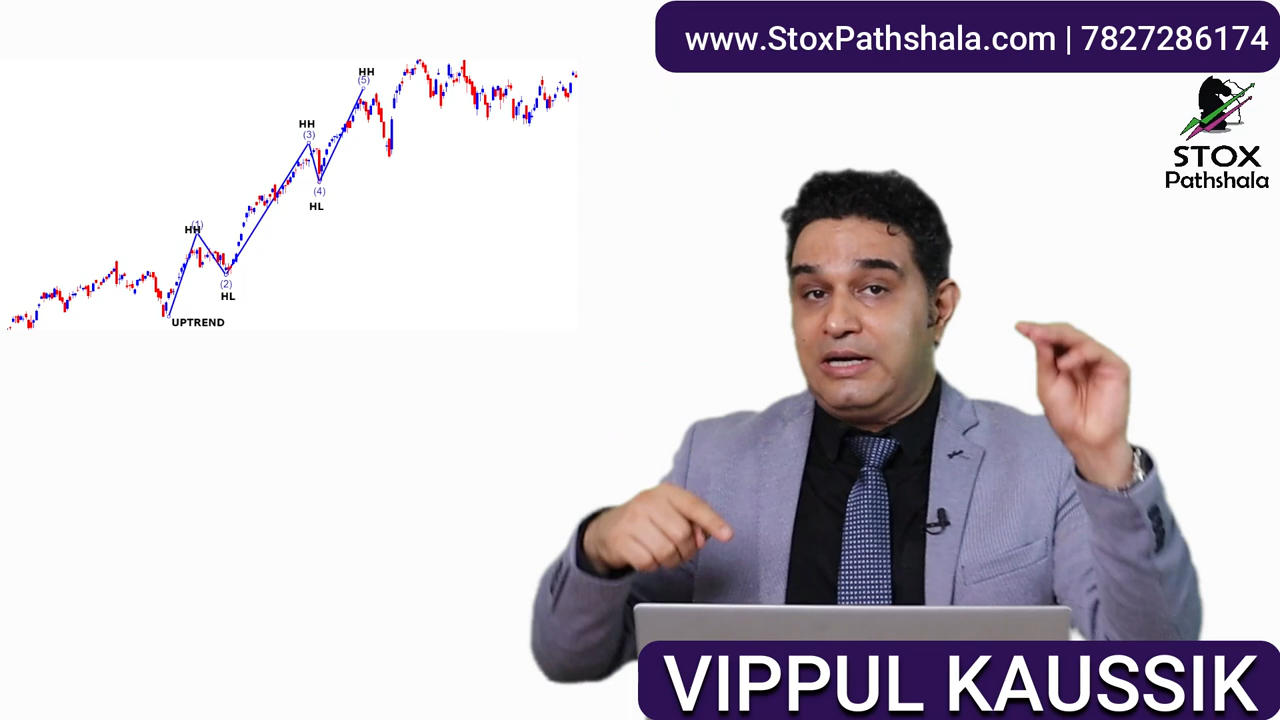 www.StoxPathshala.com | 7827286174
STOX
Pathshala
HH
(5)
HH
(3)
(4)
HL
(1)
HH
(2)
HL
UPTREND
VIPPUL KAUSSIK